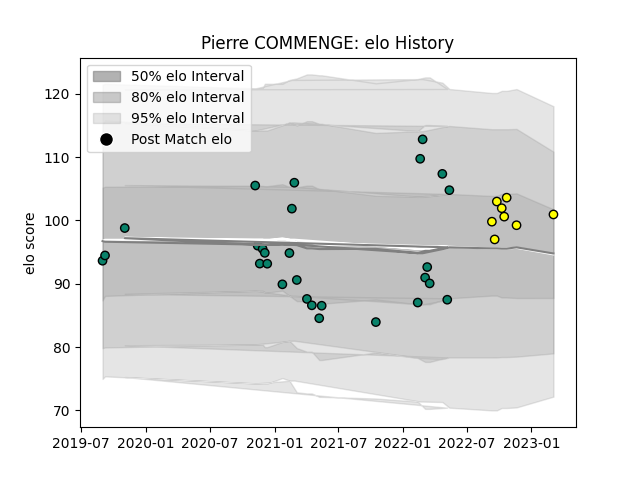 Pierre COMMENGE: elo History
50% elo Interval
80% elo Interval
95% elo Interval
Post Match elo
elo score
120
110
100
90
80
70
2019-07 2020-01 2020-07 2021-01 2021-07 2022-01 2022-07 2023-01